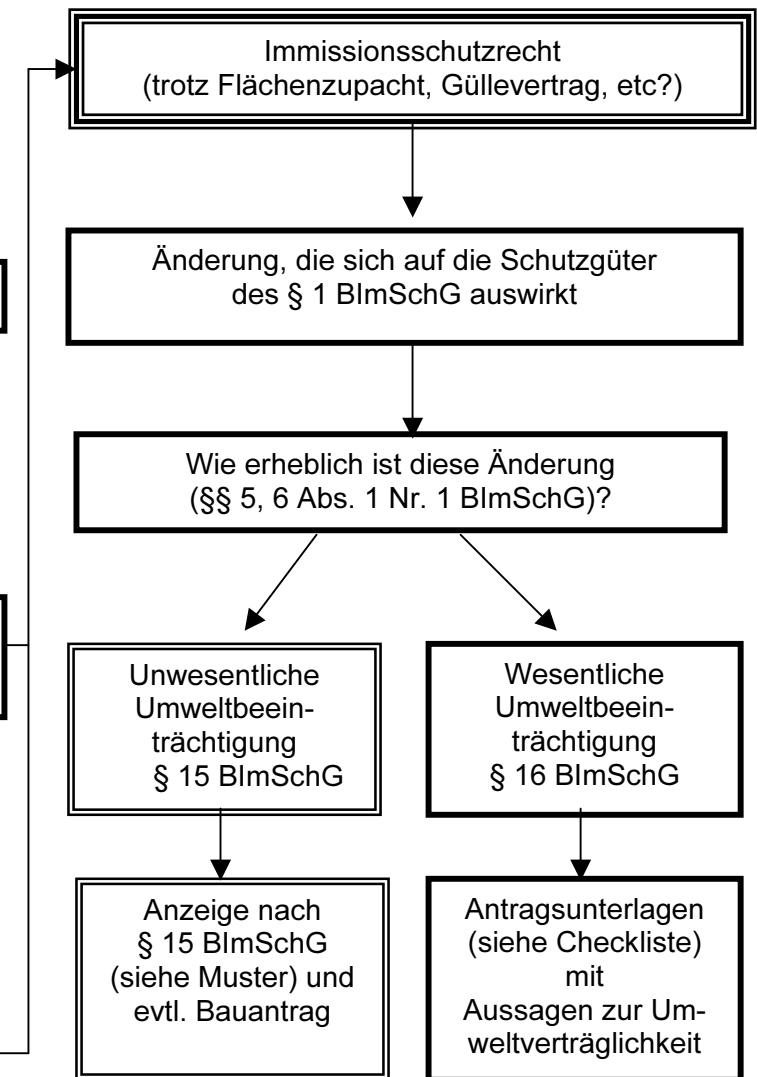 Immissionsschutzrecht
(trotz Flächenzupacht, Güllevertrag, etc?)
Änderung, die sich auf die Schutzgüter
des § 1 BImSchG auswirkt
Wie erheblich ist diese Änderung
(§§ 5, 6 Abs. 1 Nr. 1 BImSchG)?
Unwesentliche
Umweltbeein-
trächtigung
§ 15 BImSchG
Wesentliche
Umweltbeein-
trächtigung
§ 16 BImSchG
Anzeige nach
§ 15 BImSchG
(siehe Muster) und
evtl. Bauantrag
Antragsunterlagen
(siehe Checkliste)
mit
Aussagen zur Um-
weltverträglichkeit